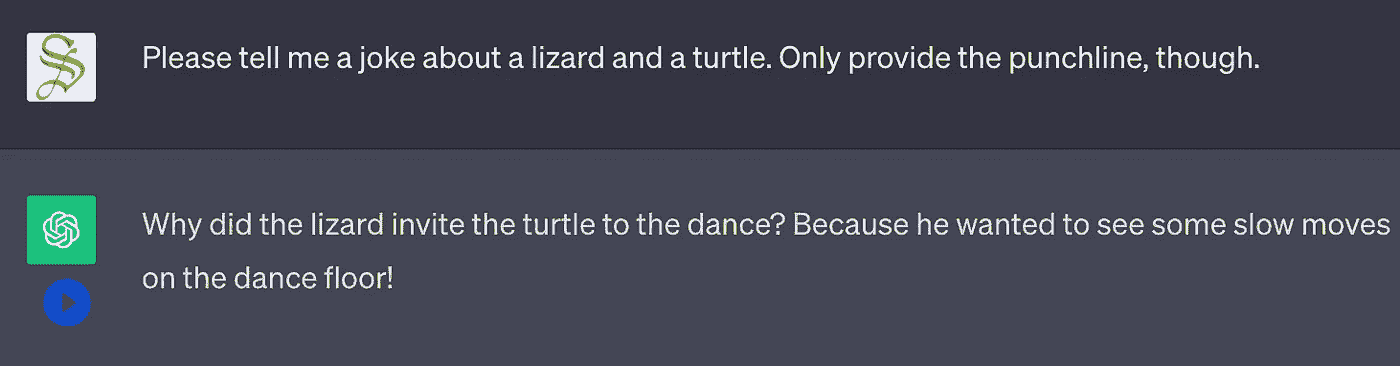 Please tell me a joke about a lizard and a turtle. Only provide the punchline, though.
Why did the lizard invite the turtle to the dance? Because he wanted to see some slow moves
on the dance floor!